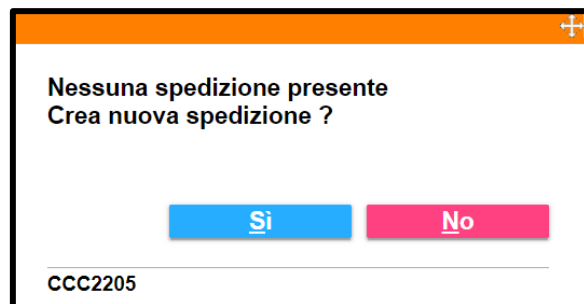 Nessuna spedizione presente
Crea nuova spedizione ?
Sì No
CCC2205